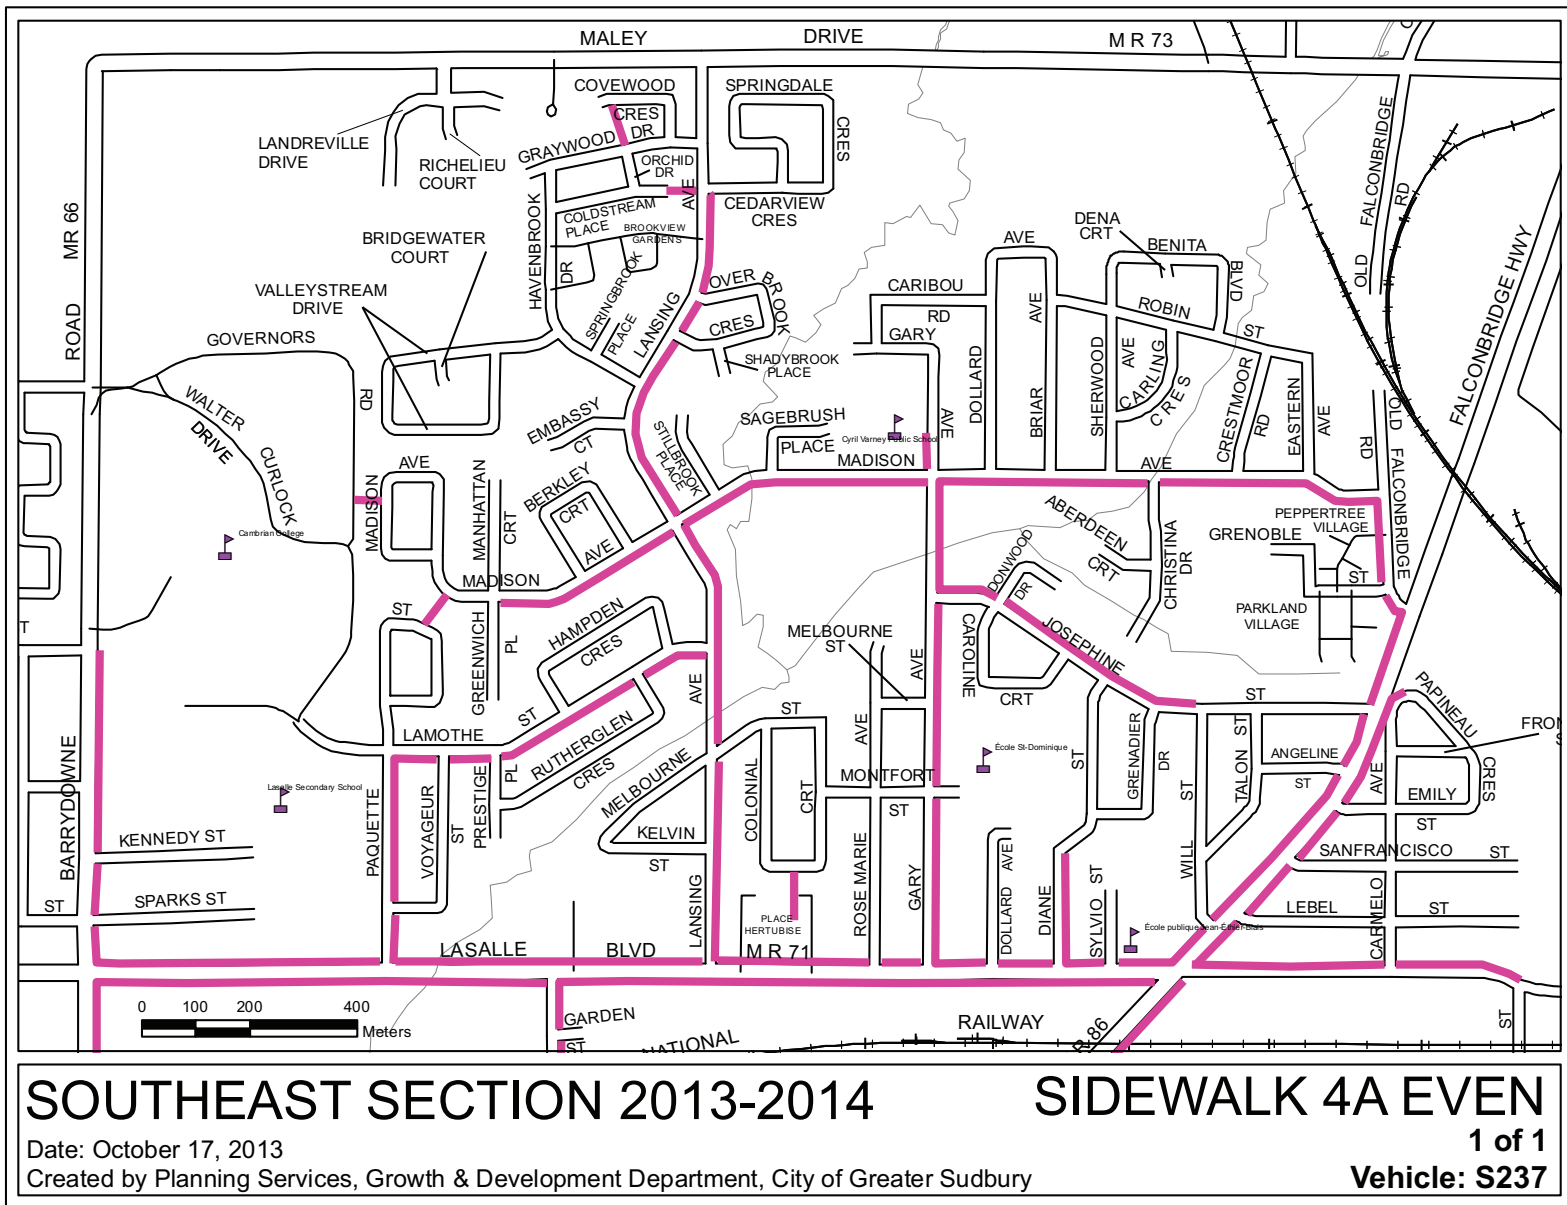 MALEY DRIVE M R 73
COVEWOOD
CRES
SPRINGDALE
CRES
LANDREVILLE
DRIVE
RICHELIEU
COURT
GRAYWOOD DR
ORCHID
DR
AVE
CEDARVIEW
CRES
MR 66
ROAD
HAVENBROOK
DR
COLDSTREAM
PLACE
BROOKVIEW
GARDENS
BRIDGEWATER
COURT
VALLEYSTREAM
DRIVE
SPRINGBROOK
PLACE
LANSING
OVER BROOK
CRES
SHADYBROOK
PLACE
GOVERNORS
RD
WALTER
DRIVE
CURLOCK
EMBASSY
CT
STILLBROOK
PLACE
SAGEBRUSH
PLACE
Cyril Varney Public School
CARIBOU
RD
GARY
AVE
DOLLARD
AVE
BRIAR
AVE
SHERWOOD
AVE
DENA
CRT
BENITA
BLVD
ROBIN
ST
CARLING
CRES
CRESTMOOR
RD
EASTERN
AVE
OLD
FALCONBRIDGE
RD
FALCONBRIDGE HWY
OLD
FALCONBRIDGE
RD
MADISON
AVE
AVE
MADISON
MANHATTAN
CRT
BERKLEY
CRT
AVE
MADISON
Cambrian College
ABERDEEN
CRT
CHRISTINA
DR
DONWOOD
DR
PEPPERTREE
VILLAGE
GRENOBLE
ST
PARKLAND
VILLAGE
T
ST
GREENWICH
PL
HAMPDEN
CRES
MELBOURNE
ST
AVE
CAROLINE
CRT
JOSEPHINE
ST
LAMOTHE
ST
RUTHERGLEN
CRES
AVE
MELBOURNE
ST
AVE
MONTFORT
ST
École St-Dominique
ST
GRENADIER
DR
ST
TALON
ST
ANGELINE
ST
AVE
PAPINEAU
CRES
FRON
EMILY
ST
BARRYDOWNE
Lasalle Secondary School
PAQUETTE
VOYAGEUR
ST
PRESTIGE
PL
COLONIAL
CRT
KELVIN
ST
KENNEDY ST
SPARKS ST
ST
LANSING
PLACE
HERTUBISE
ROSE MARIE
GARY
DOLLARD
AVE
DIANE
SYLVIO
ST
WILL
École publique Jean-Éthier-Blais
SANFRANCISCO ST
LEBEL ST
CARMELO
LASALLE BLVD M R 71
0 100 200 400
Meters
GARDEN
ST
NATIONAL
RAILWAY
R 86
ST
SOUTHEAST SECTION 2013-2014
SIDEWALK 4A EVEN
Date: October 17, 2013
1 of 1
Created by Planning Services, Growth & Development Department, City of Greater Sudbury
Vehicle: S237